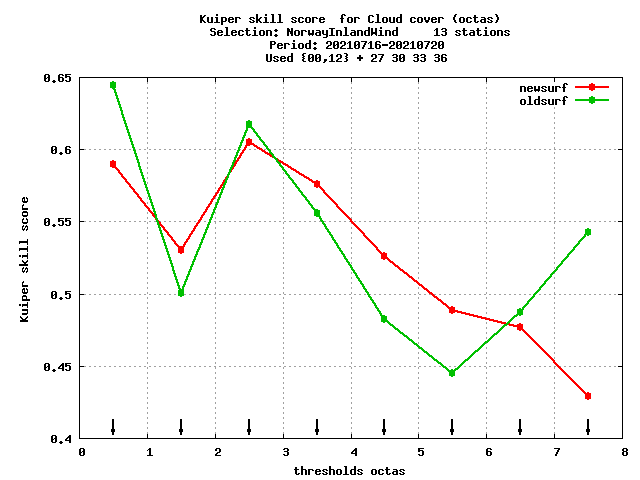 Kuiper skill score  for Cloud cover (octas)
Selection: NorwayInlandWind     13 stations
Period: 20210716-20210720
Used {00,12} + 27 30 33 36
newsurf
oldsurf
0.65
0.6
0.55
0.5
0.45
0.4
Kuiper skill score
0 1 2 3 4 5 6 7 8
thresholds octas